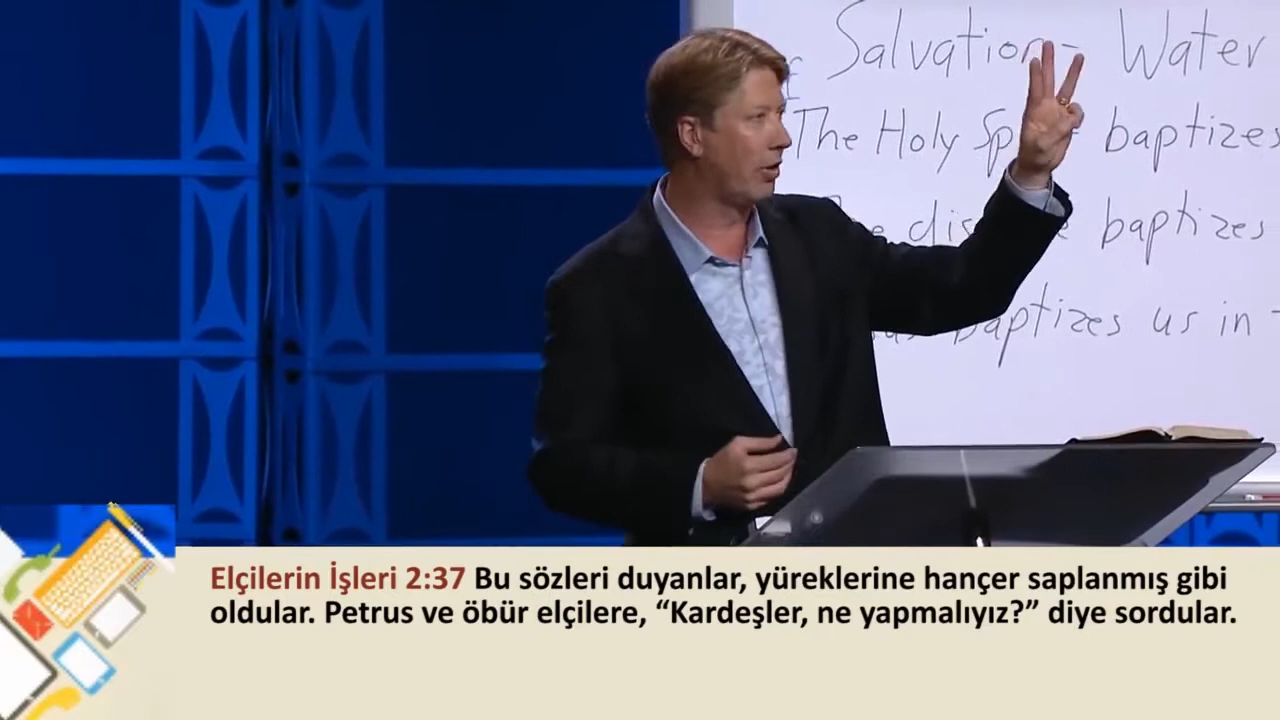 Salvation- Water
The Holy Sp baptizes
baptizes
baptizes us in
Elçilerin İşleri 2:37 Bu sözleri duyanlar, yüreklerine hançer saplanmış gibi
oldular. Petrus ve öbür elçilere, “Kardeşler, ne yapmalıyız?” diye sordular.